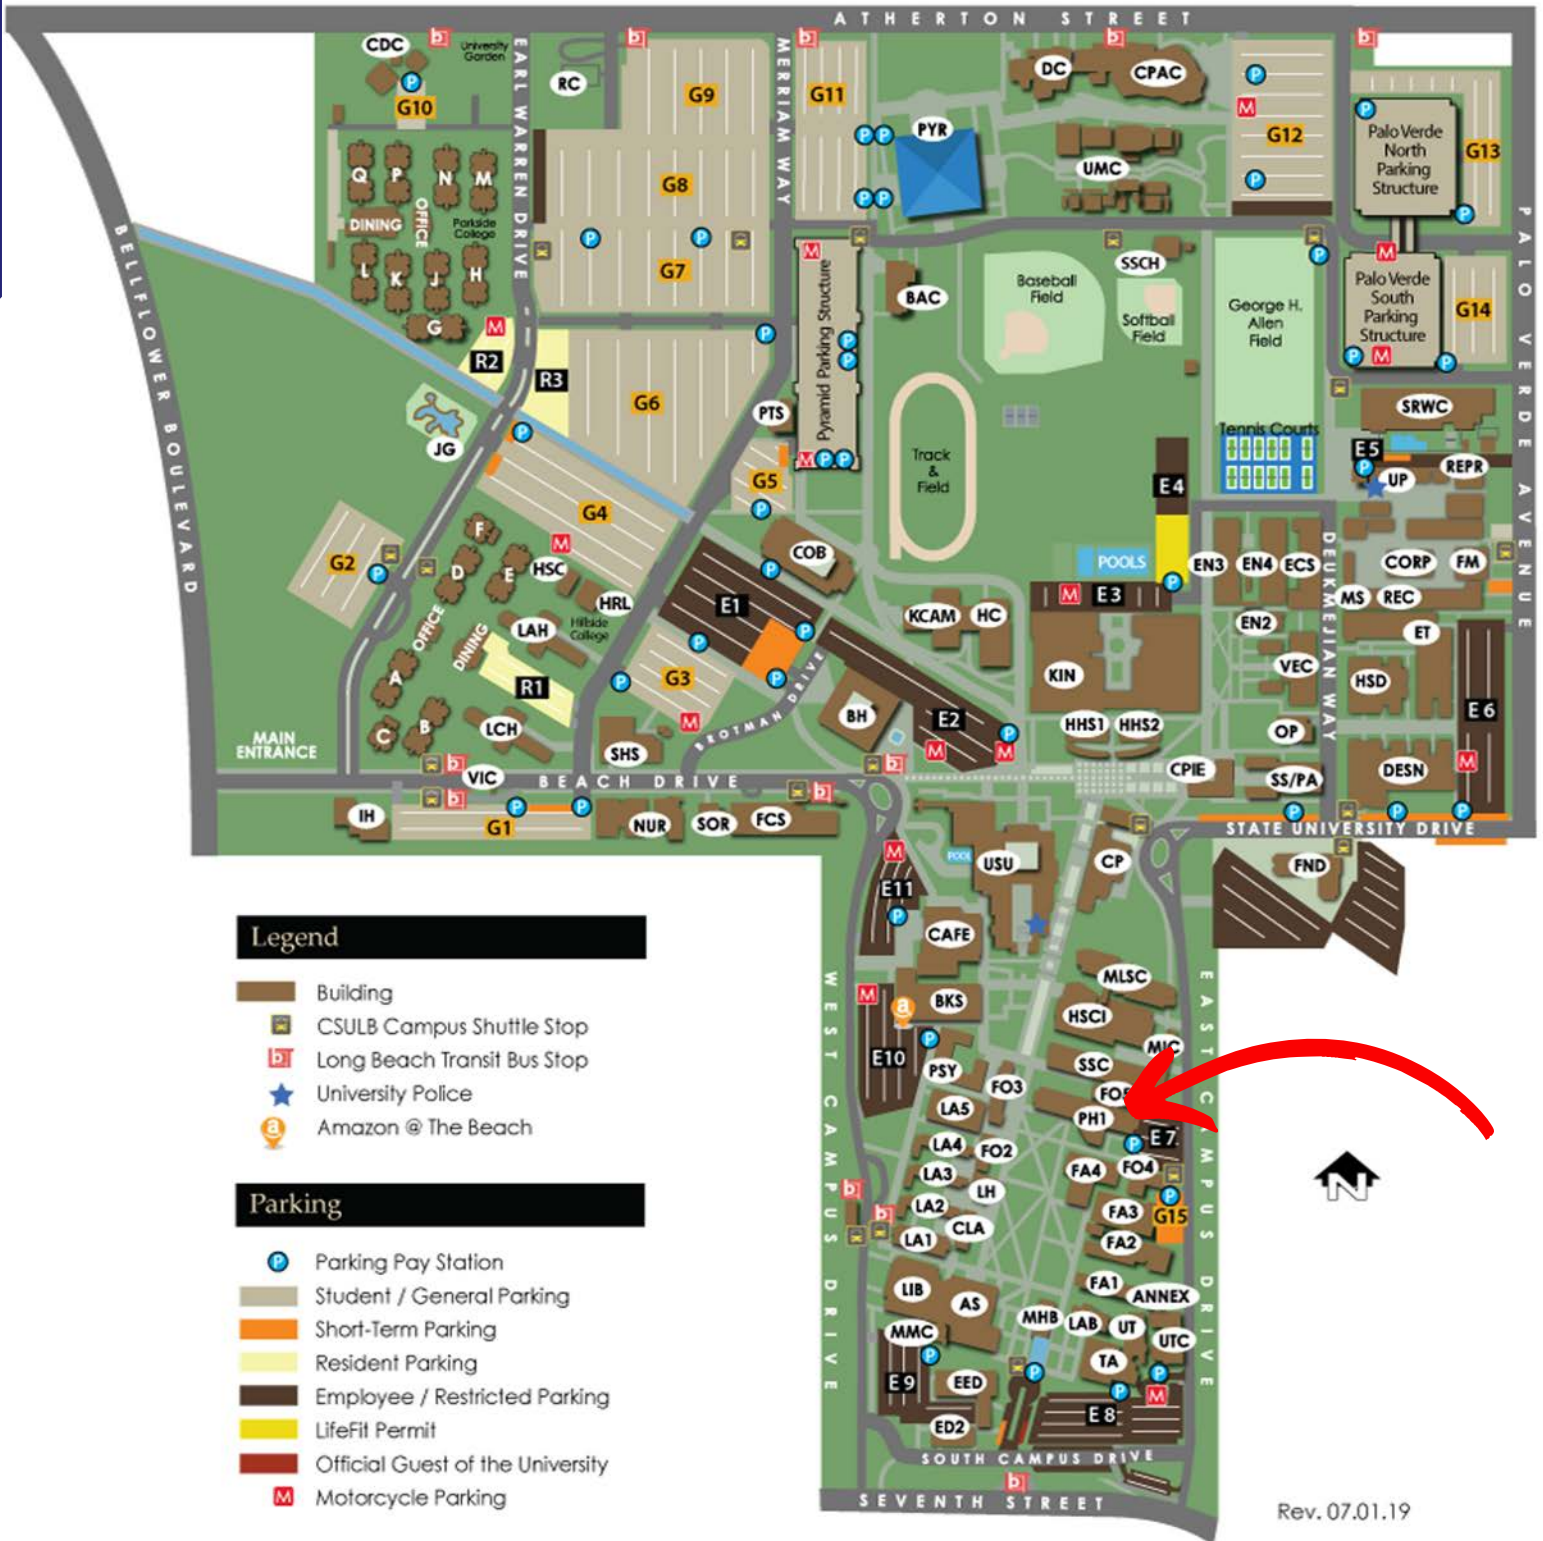 ATHERTON STREET
CDC
University
Garden
G10
EARL WARREN DRIVE
RC
G9
MERRIAM WAY
G11
DC
CPAC
PYR
UMC
G12
Palo Verde
North
Parking
Structure
G13
PALO VERDE AVENUE
Q
P
N
M
DINING
OFFICE
Parkside
College
L
K
J
H
G
G8
G7
BELLFLOWER BOULEVARD
Pyramid Parking Structure
BAC
Baseball
Field
SSCH
Softball
Field
George H.
Allen
Field
Palo Verde
South
Parking
Structure
G14
R2
R3
G6
PTS
JG
Track
&
Field
Tennis Courts
SRWC
E5
REPR
UP
G5
G4
E4
G2
F
D
E
HSC
HRL
COB
POOLS
EN3
EN4
ECS
DEUKMEJIAN WAY
CORP
FM
MS
REC
E1
KCAM
HC
E3
EN2
ET
OFFICE
DINING
LAH
Hillside
College
R1
G3
BROTMAN DRIVE
KIN
VEC
HSD
E6
A
B
C
LCH
SHS
BH
E2
HHS1
HHS2
OP
MAIN
ENTRANCE
VIC
BEACH DRIVE
CPIE
SS/PA
DESN
IH
G1
NUR
SOR
FCS
STATE UNIVERSITY DRIVE
E11
POOL
USU
CP
FND
CAFE
WEST CAMPUS DRIVE
EAST CAMPUS DRIVE
BKS
MLSC
HSCI
MIC
E10
PSY
SSC
FO3
FO5
LA5
PH1
E7
LA4
FO2
LA3
FA4
FO4
LH
LA2
FA3
G15
CLA
LA1
FA2
LIB
AS
FA1
ANNEX
MHB
LAB
UT
MMC
UTC
TA
E9
EED
E8
ED2
SOUTH CAMPUS DRIVE
SEVENTH STREET
Legend
Building
CSULB Campus Shuttle Stop
Long Beach Transit Bus Stop
University Police
Amazon @ The Beach
Parking
Parking Pay Station
Student / General Parking
Short-Term Parking
Resident Parking
Employee / Restricted Parking
LifeFit Permit
Official Guest of the University
Motorcycle Parking
N
Rev. 07.01.19